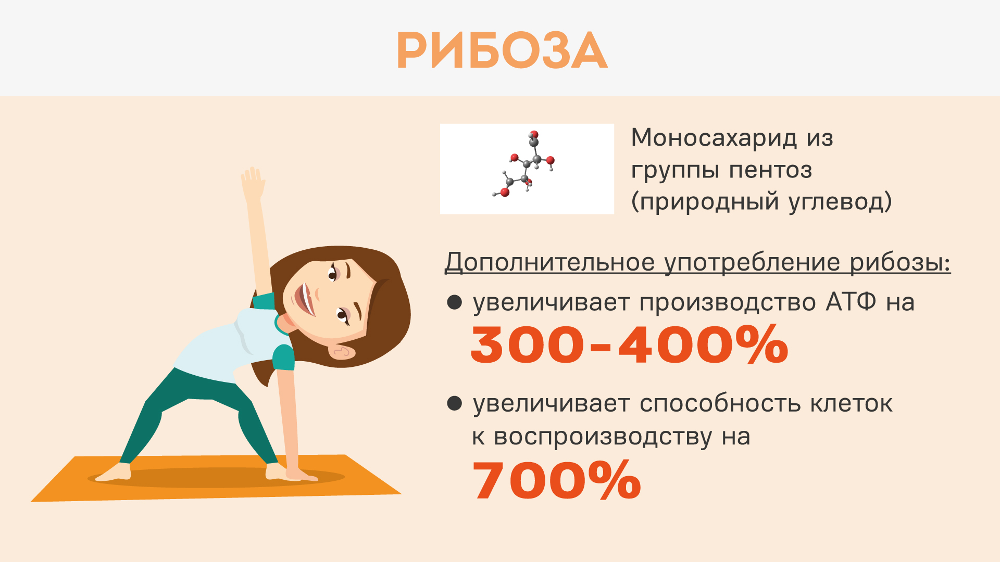 РИБОЗА
Моносахарид из
группы пентоз
(природный углевод)
Дополнительное употребление рибозы:
● увеличивает производство АТФ на
300-400%
● увеличивает способность клеток
к воспроизводству на
700%